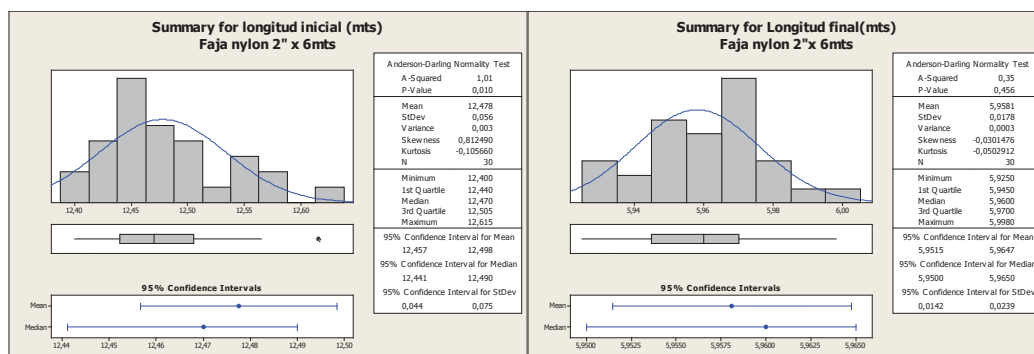 Summary for longitud inicial (mts)
Faja nylon 2" x 6mts
12,40 12,45 12,50 12,55 12,60
95% Confidence Intervals
Mean
Median
12,44 12,45 12,46 12,47 12,48 12,49 12,50
Anderson-Darling Normality Test
A-Squared 1,01
P-Value 0,010
Mean 12,478
StDev 0,056
Variance 0,003
Skewness 0,812490
Kurtosis -0,105660
N 30
Minimum 12,400
1st Quartile 12,440
Median 12,470
3rd Quartile 12,505
Maximum 12,615
95% Confidence Interval for Mean
12,457 12,498
95% Confidence Interval for Median
12,441 12,490
95% Confidence Interval for StDev
0,044 0,075
Summary for Longitud final(mts)
Faja nylon 2"x 6mts
5,94 5,96 5,98 6,00
95% Confidence Intervals
Mean
Median
5,9500 5,9525 5,9550 5,9575 5,9600 5,9625 5,9650
Anderson-Darling Normality Test
A-Squared 0,35
P-Value 0,456
Mean 5,9581
StDev 0,0178
Variance 0,0003
Skewness -0,0301476
Kurtosis -0,0502912
N 30
Minimum 5,9250
1st Quartile 5,9450
Median 5,9600
3rd Quartile 5,9700
Maximum 5,9980
95% Confidence Interval for Mean
5,9515 5,9647
95% Confidence Interval for Median
5,9500 5,9650
95% Confidence Interval for StDev
0,0142 0,0239